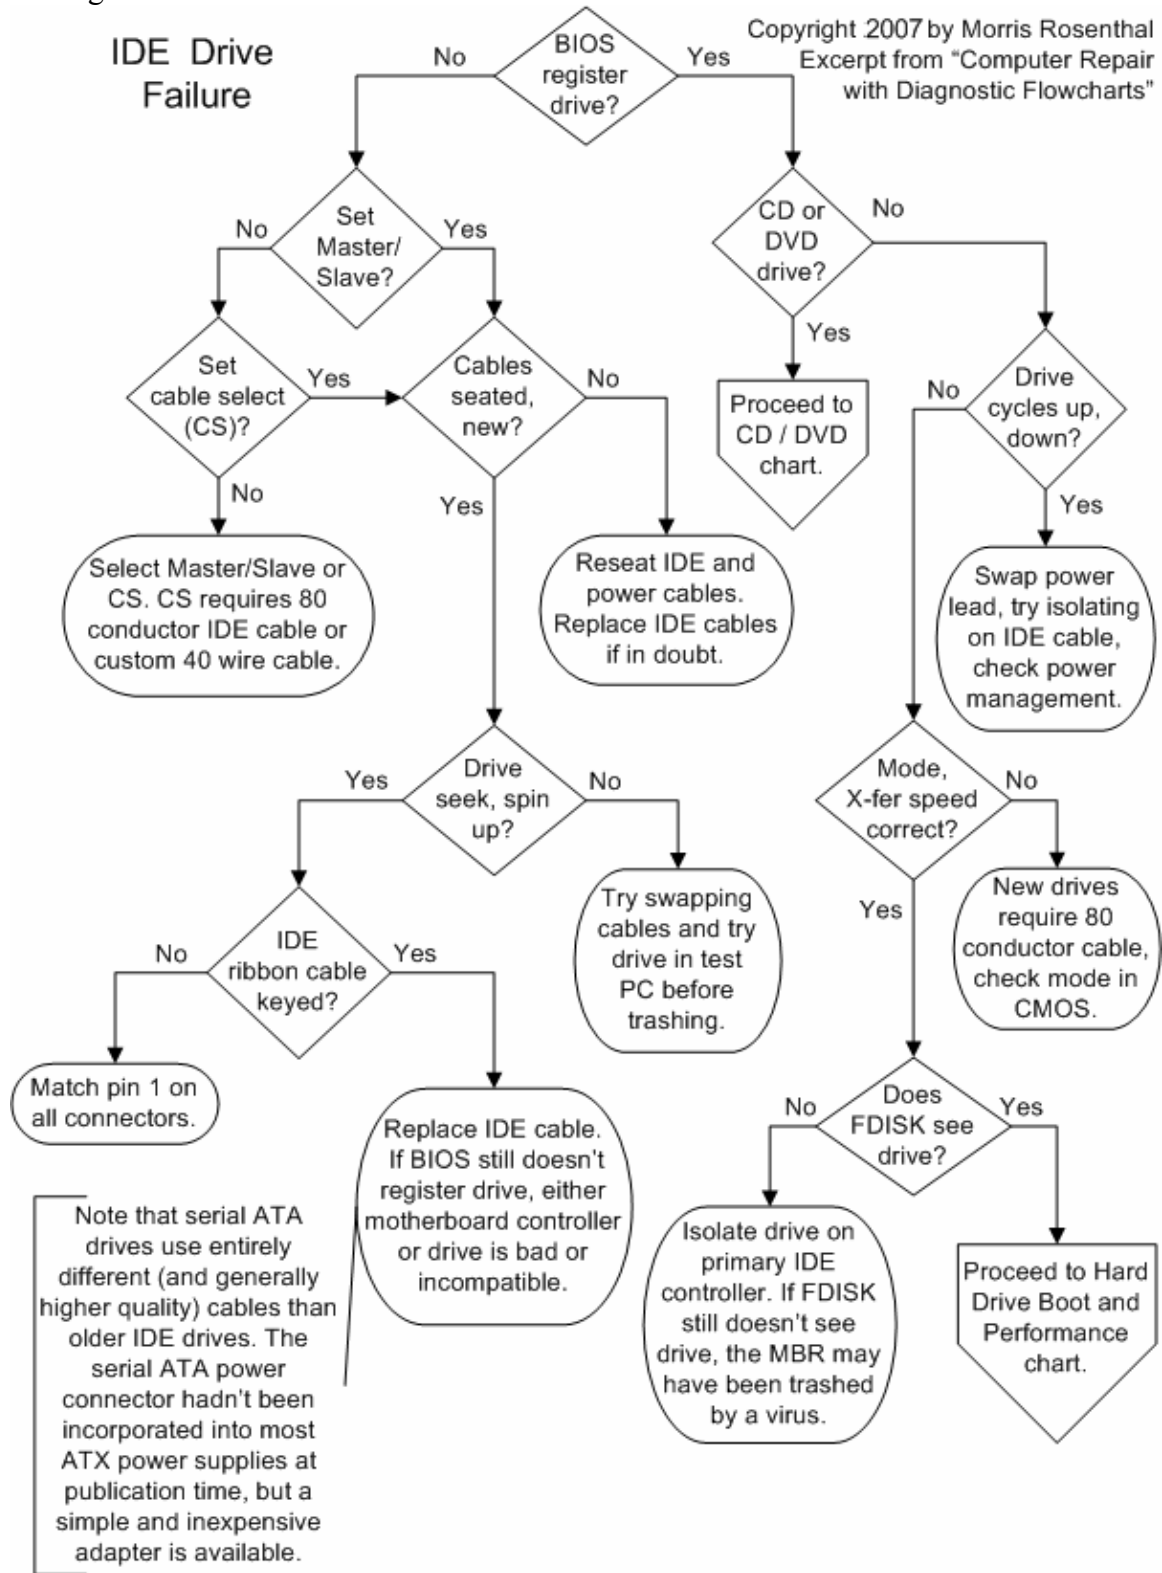 IDE Drive
Failure
Copyright 2007 by Morris Rosenthal
Excerpt from “Computer Repair
with Diagnostic Flowcharts”
BIOS
register
drive?
No
Yes
Set
Master/
Slave?
No
Yes
CD or
DVD
drive?
No
Yes
Set
cable select
(CS)?
Yes
No
Cables
seated,
new?
No
Yes
Proceed to
CD / DVD
chart.
Drive
cycles up,
down?
No
Yes
Select Master/Slave or
CS. CS requires 80
conductor IDE cable or
custom 40 wire cable.
Reseat IDE and
power cables.
Replace IDE cables
if in doubt.
Swap power
lead, try isolating
on IDE cable,
check power
management.
Drive
seek, spin
up?
Yes
No
Mode,
X-fer speed
correct?
No
Yes
IDE
ribbon cable
keyed?
No
Yes
Try swapping
cables and try
drive in test
PC before
trashing.
New drives
require 80
conductor cable,
check mode in
CMOS.
Match pin 1 on
all connectors.
Replace IDE cable.
If BIOS still doesn't
register drive, either
motherboard controller
or drive is bad or
incompatible.
Does
FDISK see
drive?
No
Yes
Isolate drive on
primary IDE
controller. If FDISK
still doesn't see
drive, the MBR may
have been trashed
by a virus.
Proceed to Hard
Drive Boot and
Performance
chart.
Note that serial ATA
drives use entirely
different (and generally
higher quality) cables than
older IDE drives. The
serial ATA power
connector hadn't been
incorporated into most
ATX power supplies at
publication time, but a
simple and inexpensive
adapter is available.